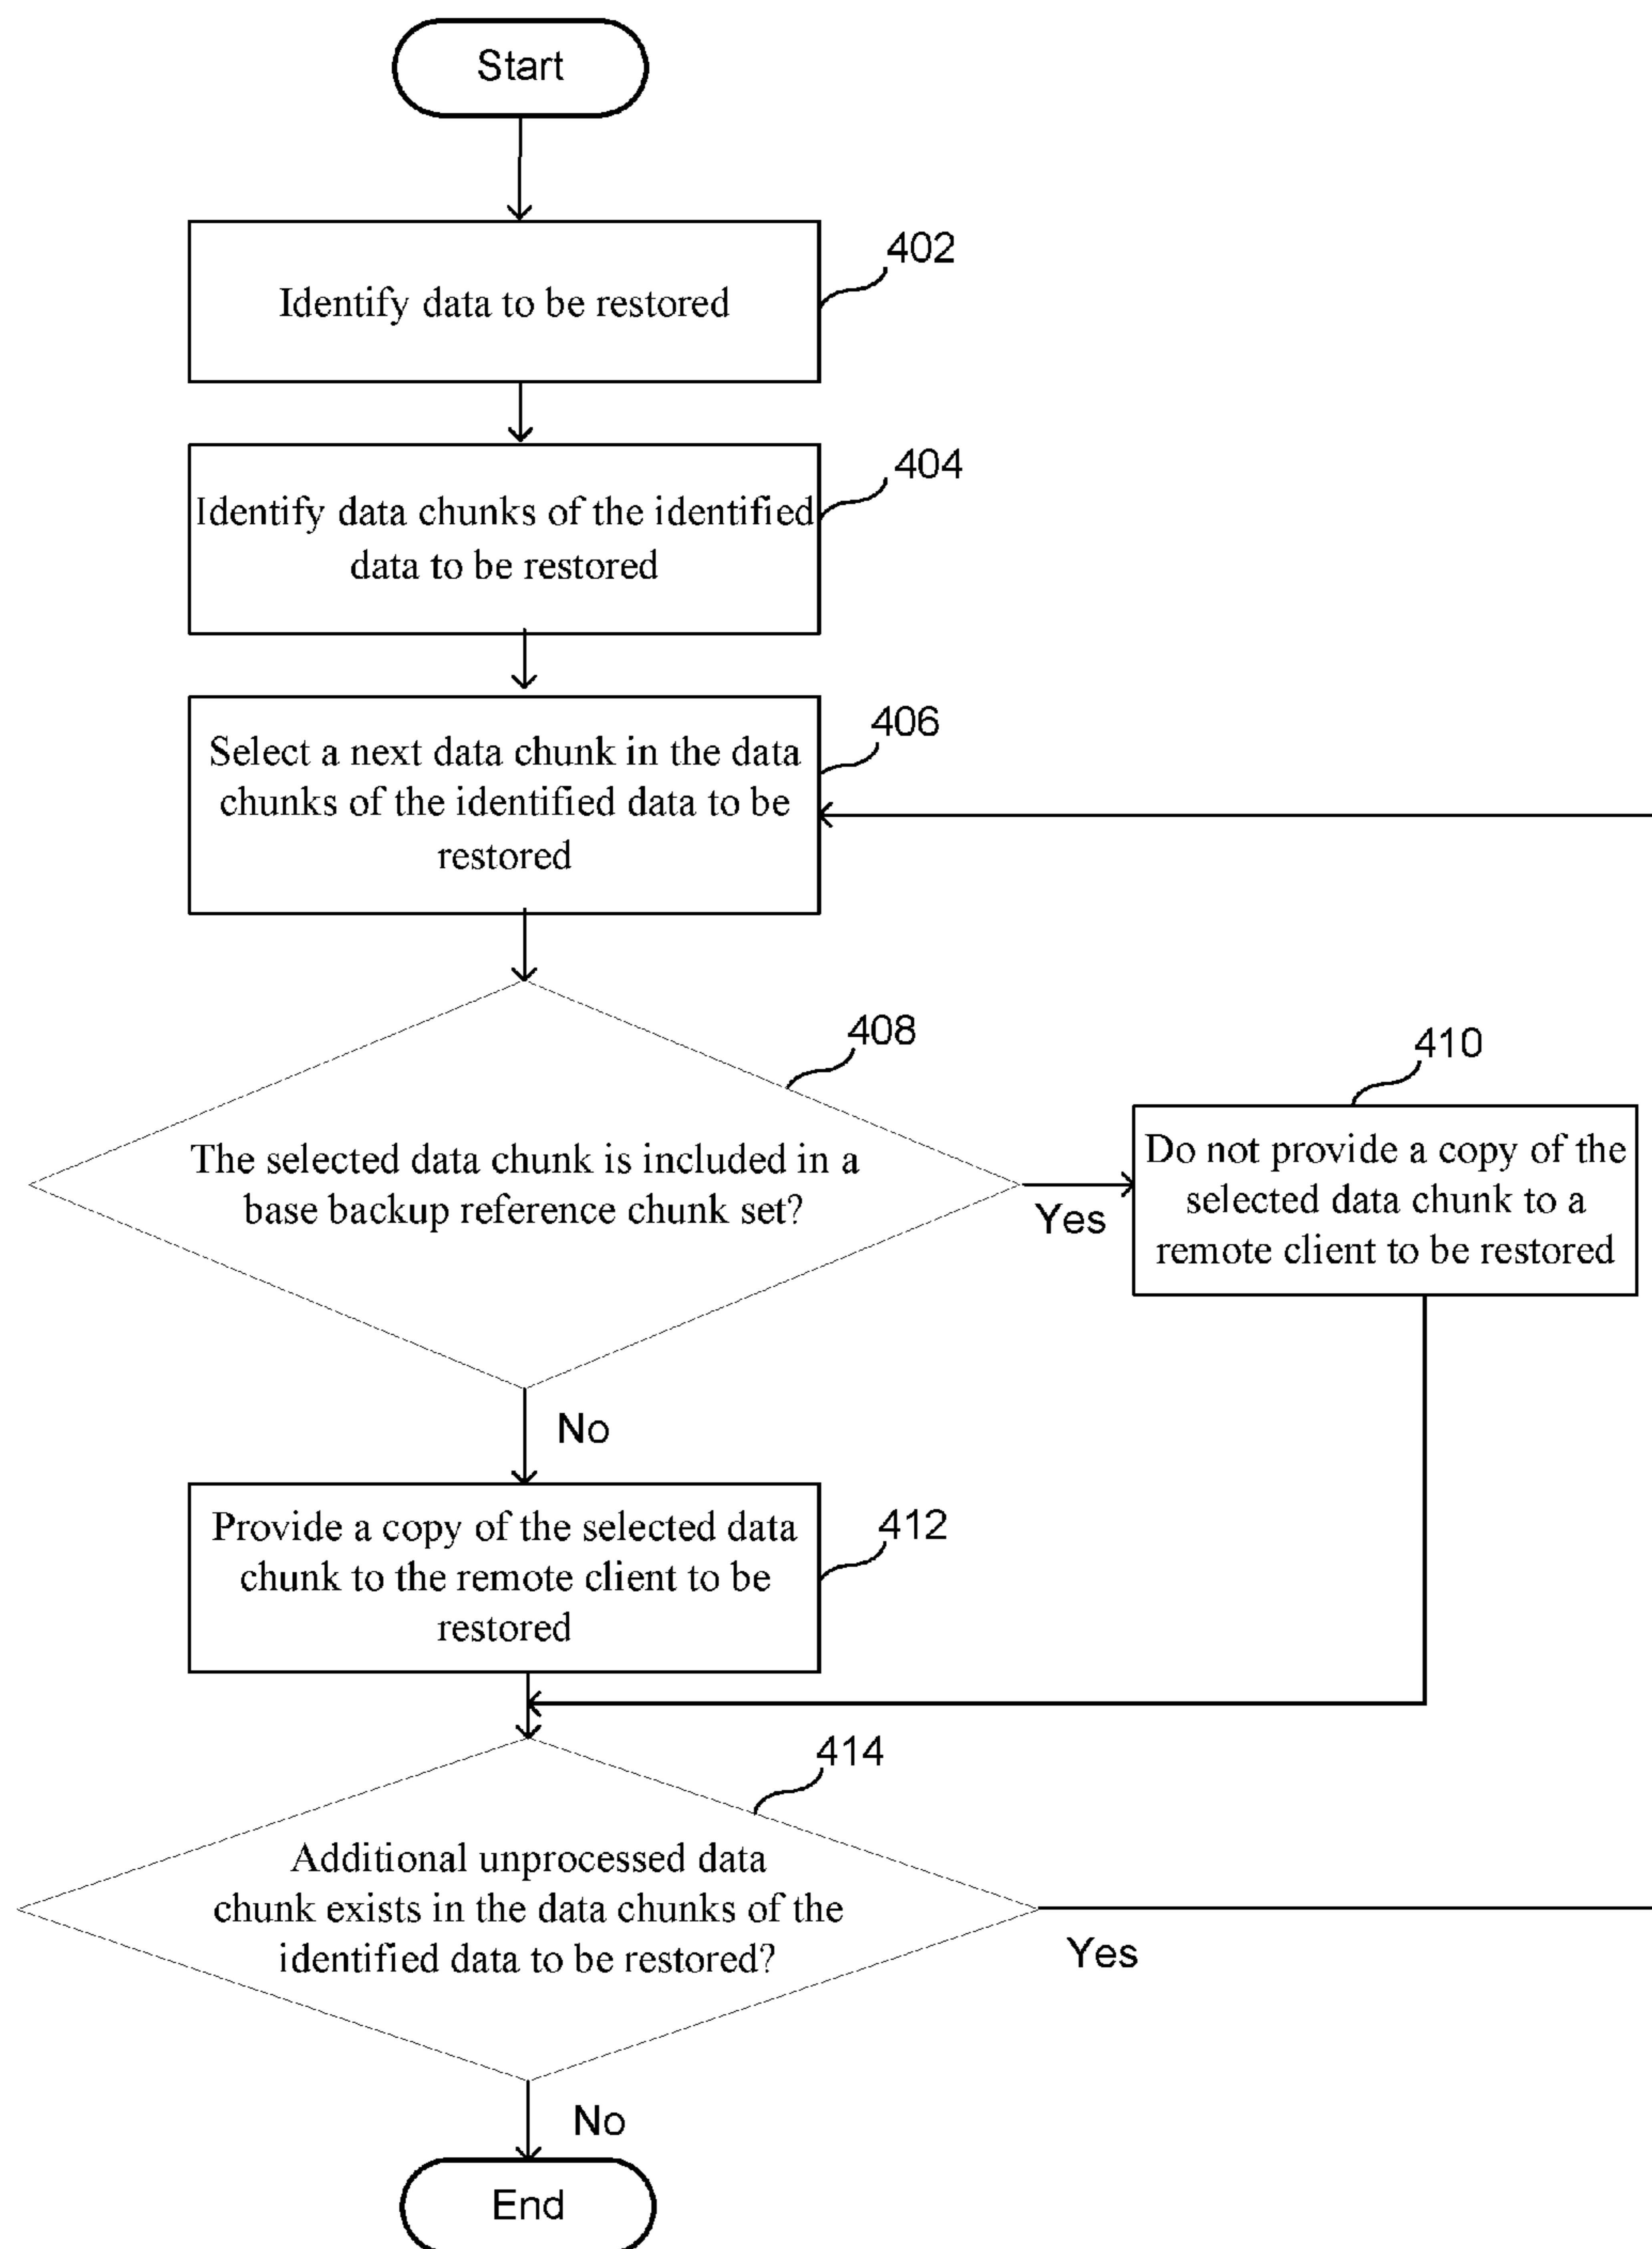 Start
402
Identify data to be restored
404
Identify data chunks of the identified
data to be restored
406
Select a next data chunk in the data
chunks of the identified data to be
restored
408
The selected data chunk is included in a
base backup reference chunk set?
Yes
410
Do not provide a copy of the
selected data chunk to a
remote client to be restored
No
412
Provide a copy of the selected data
chunk to the remote client to be
restored
414
Additional unprocessed data
chunk exists in the data chunks of the
identified data to be restored?
Yes
No
End